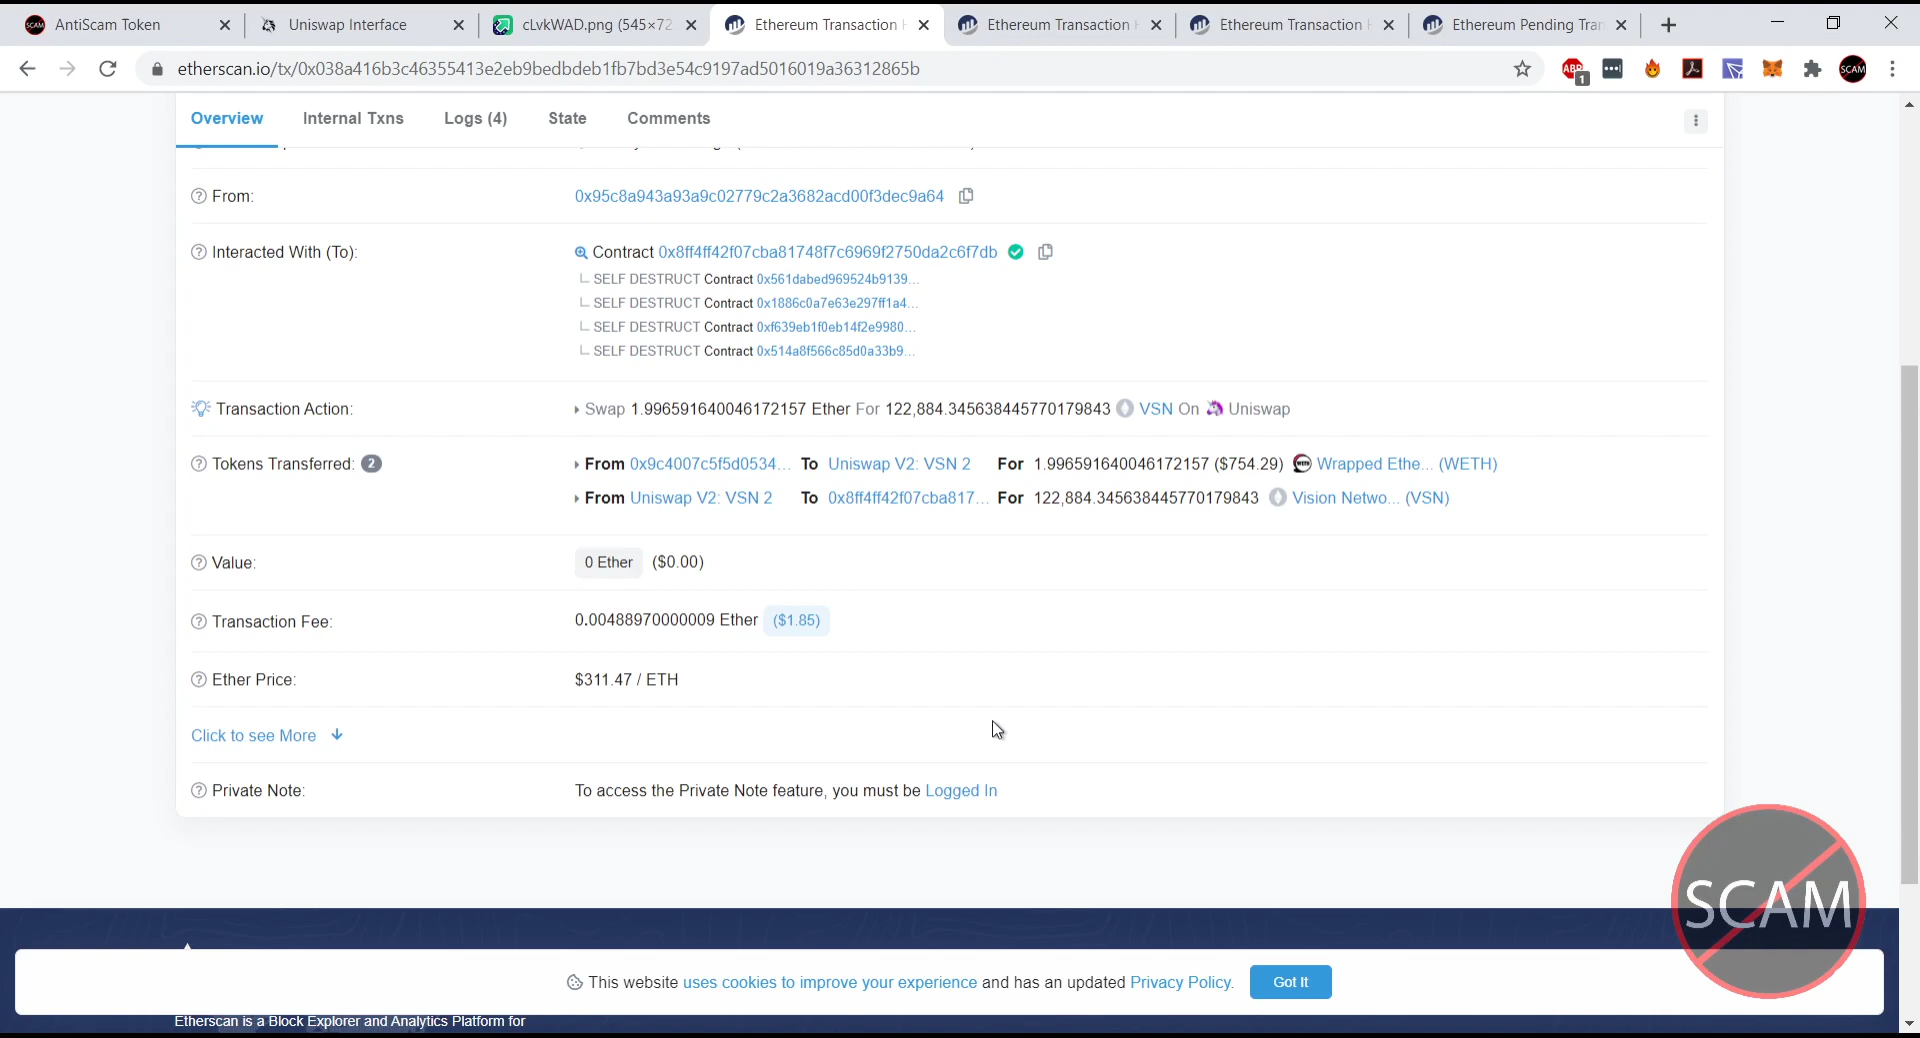 AntiScam Token
Uniswap Interface
cLvkWAD.png (545×72
Ethereum Transaction H
Ethereum Transaction H
Ethereum Transaction H
Ethereum Pending Tran
etherscan.io/tx/0x038a416b3c46355413e2eb9bedbdeb1fb7bd3e54c9197ad5016019a36312865b
ABP
1
SCAM
Overview
Internal Txns
Logs (4)
State
Comments
From:
0x95c8a943a93a9c02779c2a3682acd00f3dec9a64
Interacted With (To):
Contract 0x8ff4ff42f07cba81748f7c6969f2750da2c6f7db
SELF DESTRUCT Contract 0x561dabed969524b9139...
SELF DESTRUCT Contract 0x1886c0a7e63e297ff1a4...
SELF DESTRUCT Contract 0xf639eb1f0eb14f2e9980...
SELF DESTRUCT Contract 0x514a8f566c85d0a33b9...
Transaction Action:
Swap 1.996591640046172157 Ether For 122,884.345638445770179843 VSN On Uniswap
Tokens Transferred: 2
From 0x9c4007c5f5d0534... To Uniswap V2: VSN 2 For 1.996591640046172157 ($754.29) Wrapped Ethe... (WETH)
From Uniswap V2: VSN 2 To 0x8ff4ff42f07cba817... For 122,884.345638445770179843 Vision Netwo... (VSN)
Value:
0 Ether ($0.00)
Transaction Fee:
0.00488970000009 Ether ($1.85)
Ether Price:
$311.47 / ETH
Click to see More
Private Note:
To access the Private Note feature, you must be Logged In
SCAM
This website uses cookies to improve your experience and has an updated Privacy Policy.
Got It
Etherscan is a Block Explorer and Analytics Platform for